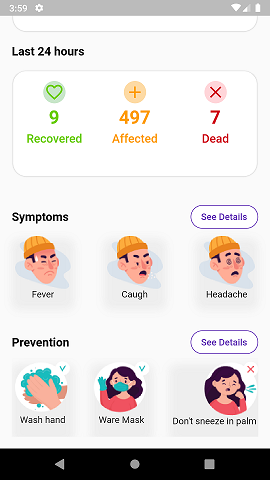 3:59
Last 24 hours
9 497 7
Recovered Affected Dead
Symptoms See Details
Fever Caugh Headache
Prevention See Details
Wash hand Ware Mask Don't sneeze in palm